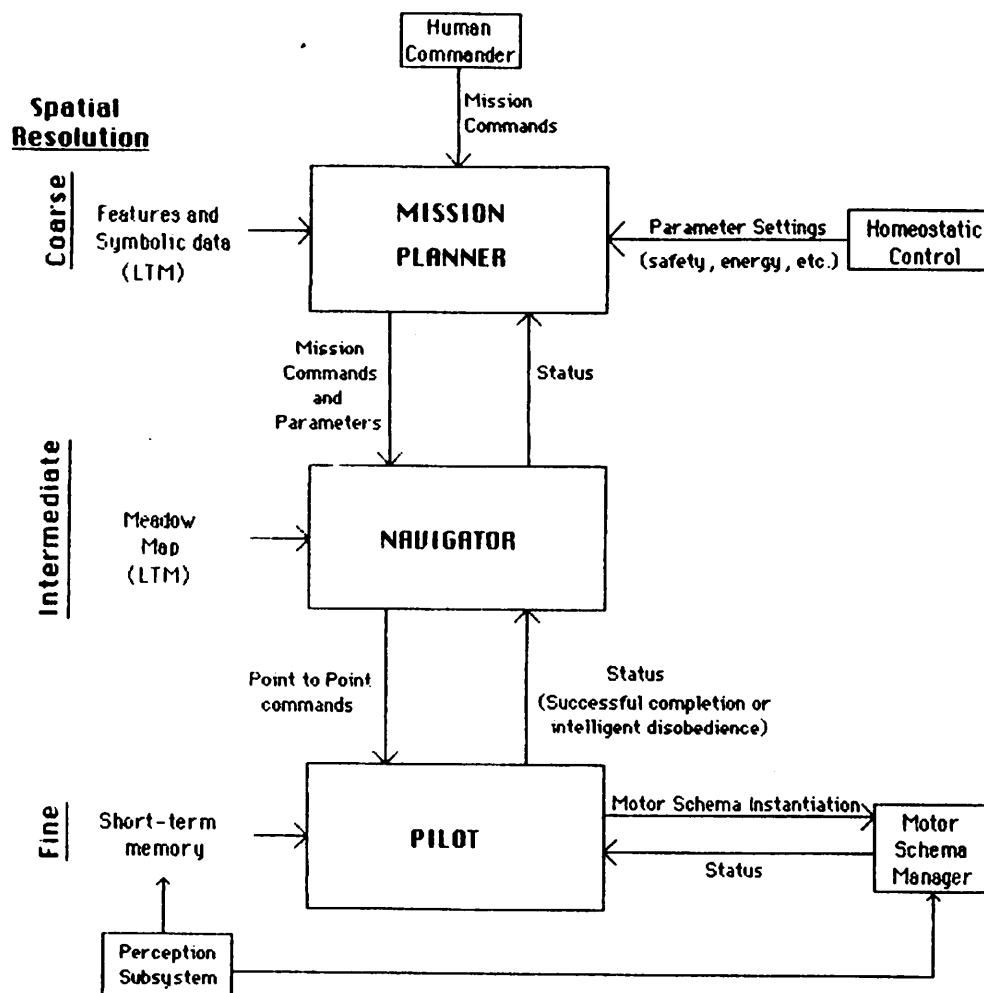 Human
Commander
Mission
Commands
Spatial
Resolution
Coarse
Features and
Symbolic data
(LTM)
MISSION
PLANNER
Parameter Settings
(safety, energy, etc.)
Homeostatic
Control
Mission
Commands
and
Parameters
Status
Intermediate
Meadow
Map
(LTM)
NAVIGATOR
Point to Point
commands
Status
(Successful completion or
intelligent disobedience)
Fine
Short-term
memory
PILOT
Motor Schema Instantiation
Status
Motor
Schema
Manager
Perception
Subsystem